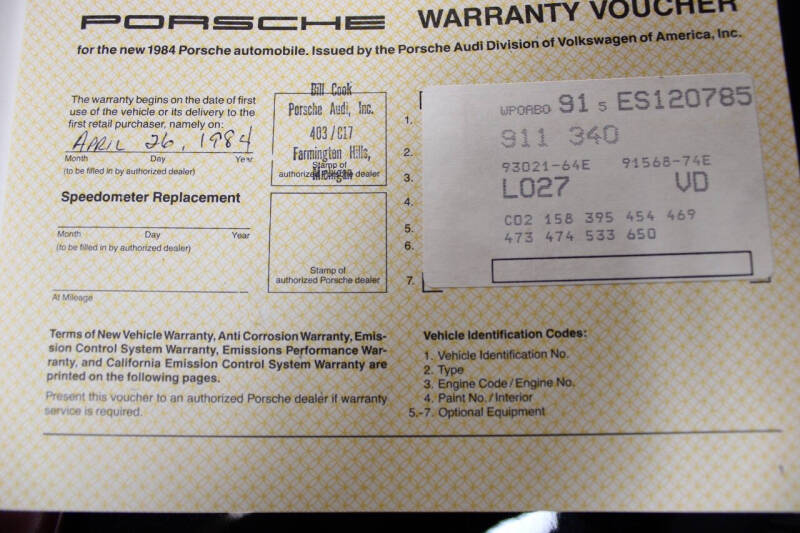 PORSCHE WARRANTY VOUCHER
for the new 1984 Porsche automobile. Issued by the Porsche Audi Division of Volkswagen of America, Inc.
The warranty begins on the date of first
use of the vehicle or its delivery to the
first retail purchaser, namely on:
APRIL 26, 1984
Month Day Year
(to be filled in by authorized dealer)
Bill Cook
Porsche Audi, Inc.
403/C17
Farmington Hills,
Michigan
Stamp of
authorized Porsche dealer
Speedometer Replacement
Month Day Year
(to be filled in by authorized dealer)
At Mileage
Stamp of
authorized Porsche dealer
1.
2.
3.
4.
5.
6.
7.
WPOAB0 91 5 ES120785
911 340
93021-64E 91568-74E
L027 VD
C02 158 395 454 469
473 474 533 650
Terms of New Vehicle Warranty, Anti Corrosion Warranty, Emis-
sion Control System Warranty, Emissions Performance War-
ranty, and California Emission Control System Warranty are
printed on the following pages.
Present this voucher to an authorized Porsche dealer if warranty
service is required.
Vehicle Identification Codes:
1. Vehicle Identification No.
2. Type
3. Engine Code/Engine No.
4. Paint No./Interior
5.-7. Optional Equipment
1